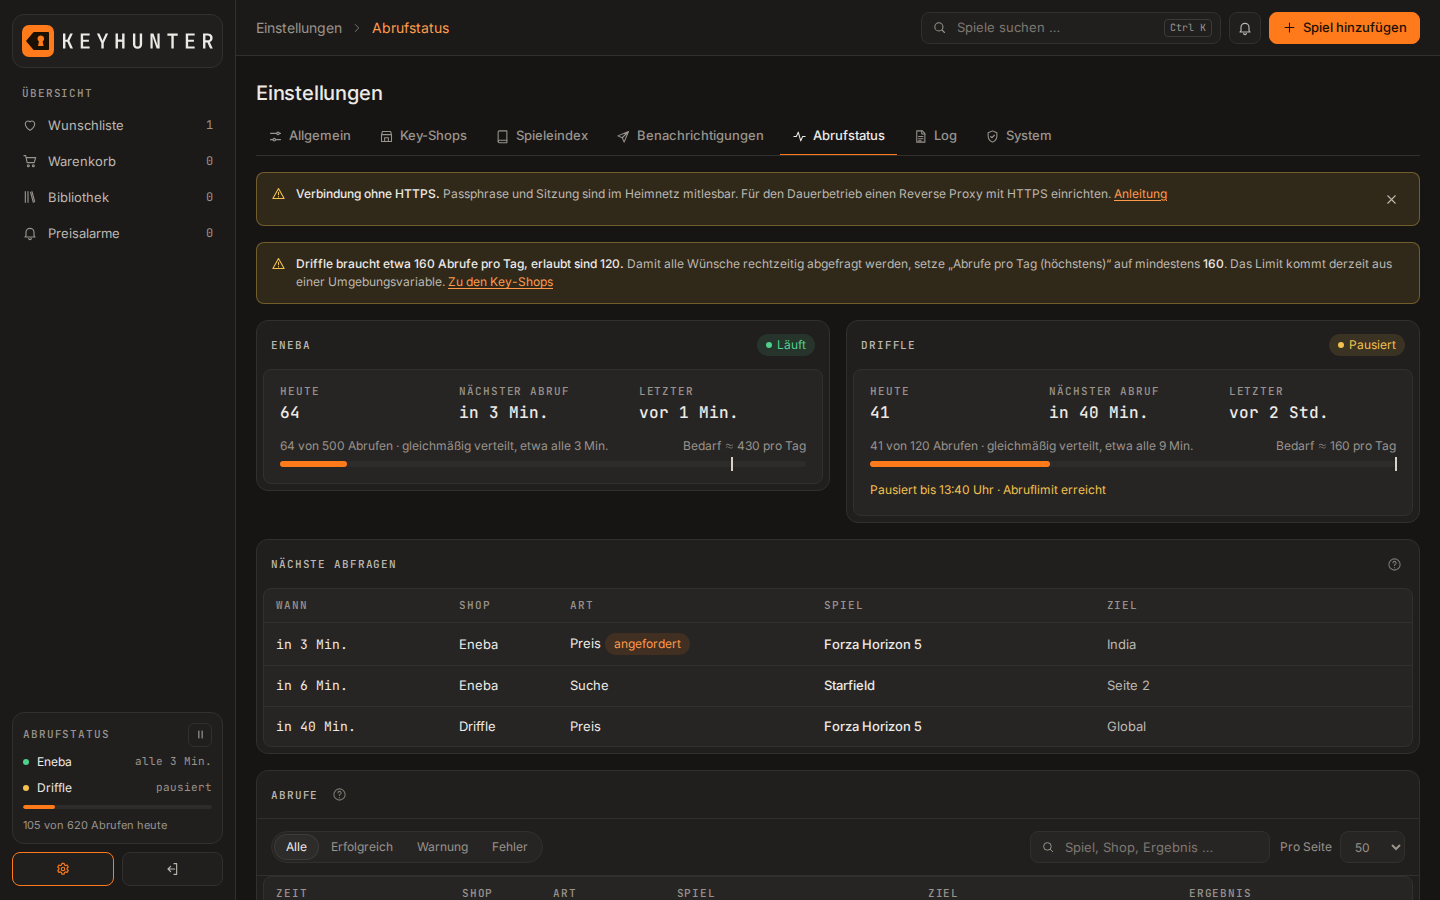 KEYHUNTER
ÜBERSICHT
Wunschliste 1
Warenkorb 0
Bibliothek 0
Preisalarme 0
ABRUFSTATUS
Eneba alle 3 Min.
Driffle pausiert
105 von 620 Abrufen heute
Einstellungen > Abrufstatus
Spiele suchen ... Ctrl K
+ Spiel hinzufügen
Einstellungen
Allgemein Key-Shops Spieleindex Benachrichtigungen Abrufstatus Log System
Verbindung ohne HTTPS. Passphrase und Sitzung sind im Heimnetz mitlesbar. Für den Dauerbetrieb einen Reverse Proxy mit HTTPS einrichten. Anleitung
Driffle braucht etwa 160 Abrufe pro Tag, erlaubt sind 120. Damit alle Wünsche rechtzeitig abgefragt werden, setze „Abrufe pro Tag (höchstens)“ auf mindestens 160. Das Limit kommt derzeit aus
einer Umgebungsvariable. Zu den Key-Shops
ENEBA Läuft
HEUTE NÄCHSTER ABRUF LETZTER
64 in 3 Min. vor 1 Min.
64 von 500 Abrufen · gleichmäßig verteilt, etwa alle 3 Min. Bedarf ≈ 430 pro Tag
DRIFFLE Pausiert
HEUTE NÄCHSTER ABRUF LETZTER
41 in 40 Min. vor 2 Std.
41 von 120 Abrufen · gleichmäßig verteilt, etwa alle 9 Min. Bedarf ≈ 160 pro Tag
Pausiert bis 13:40 Uhr · Abruflimit erreicht
NÄCHSTE ABFRAGEN
WANN SHOP ART SPIEL ZIEL
in 3 Min. Eneba Preis angefordert Forza Horizon 5 India
in 6 Min. Eneba Suche Starfield Seite 2
in 40 Min. Driffle Preis Forza Horizon 5 Global
ABRUFE
Alle Erfolgreich Warnung Fehler
Spiel, Shop, Ergebnis ... Pro Seite 50
ZEIT SHOP ART SPIEL ZIEL ERGEBNIS